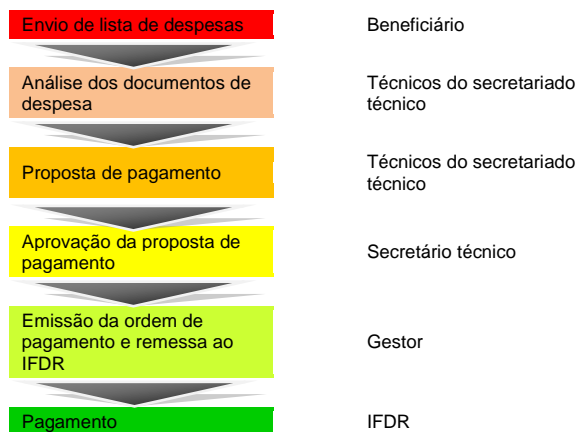 Envio de lista de despesas
Beneficiário
Análise dos documentos de
despesa
Técnicos do secretariado
técnico
Proposta de pagamento
Técnicos do secretariado
técnico
Aprovação da proposta de
pagamento
Secretário técnico
Emissão da ordem de
pagamento e remessa ao
IFDR
Gestor
Pagamento
IFDR